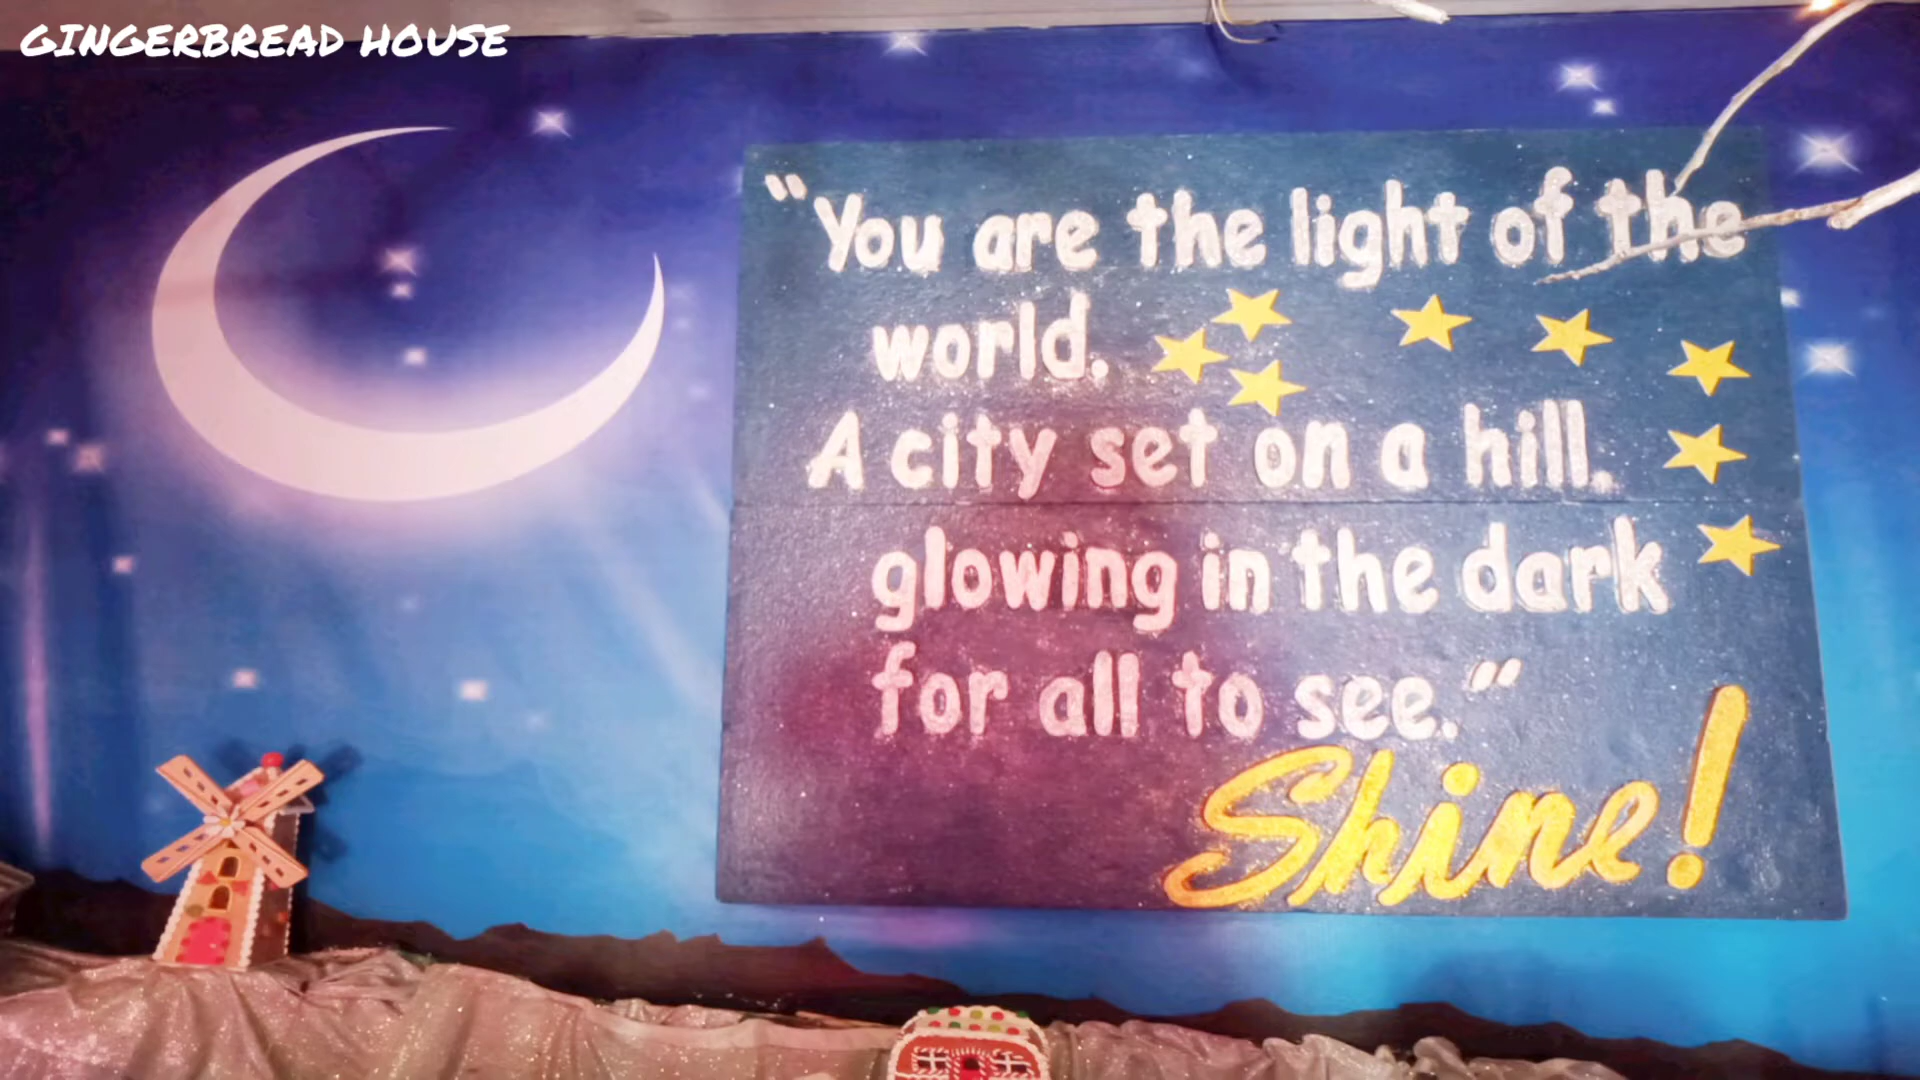 GINGERBREAD HOUSE
"You are the light of the
world.
A city set on a hill.
glowing in the dark
for all to see."
Shine!